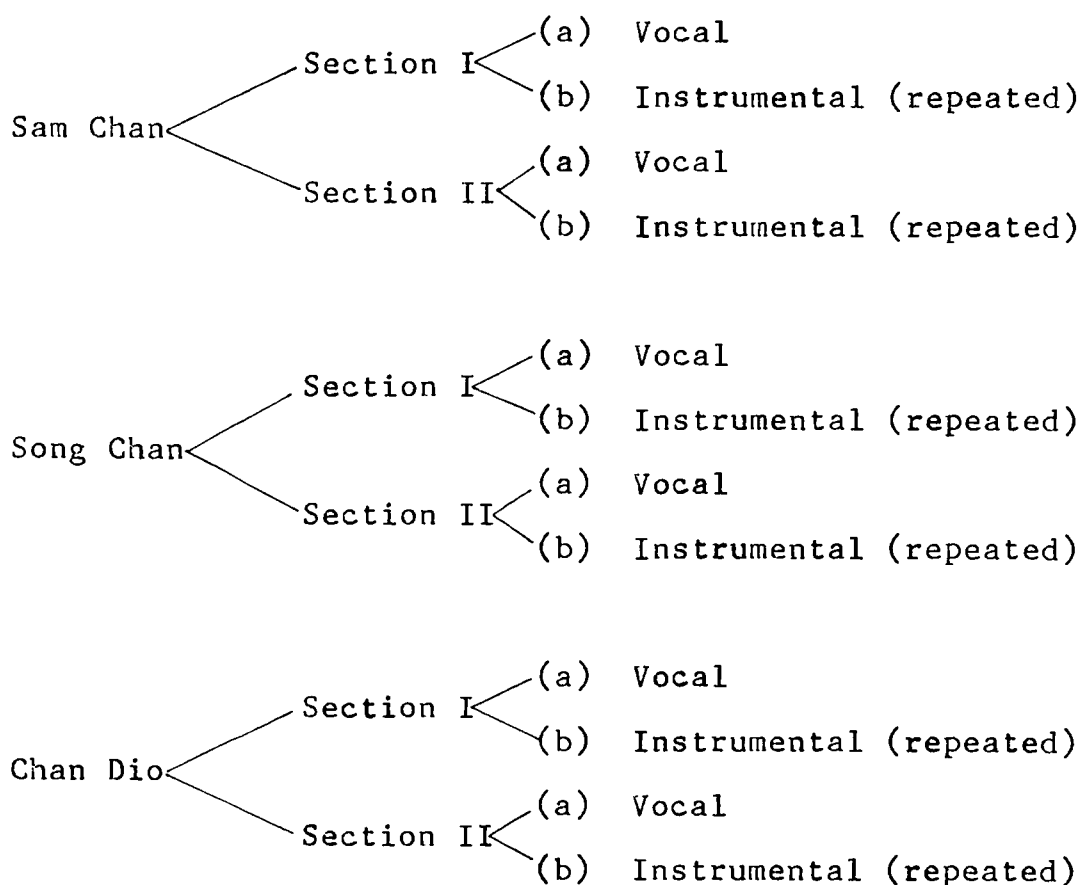 (a) Vocal
Section I
(b) Instrumental (repeated)
Sam Chan
(a) Vocal
Section II
(b) Instrumental (repeated)
(a) Vocal
Section I
(b) Instrumental (repeated)
Song Chan
(a) Vocal
Section II
(b) Instrumental (repeated)
(a) Vocal
Section I
(b) Instrumental (repeated)
Chan Dio
(a) Vocal
Section II
(b) Instrumental (repeated)